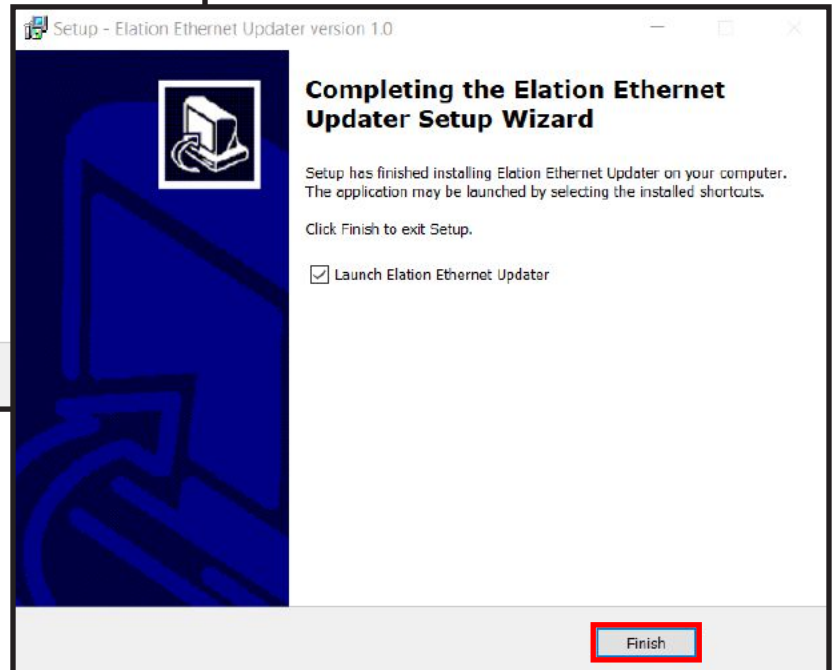 Setup - Elation Ethernet Updater version 1.0
Completing the Elation Ethernet
Updater Setup Wizard
Setup has finished installing Elation Ethernet Updater on your computer.
The application may be launched by selecting the installed shortcuts.
Click Finish to exit Setup.
Launch Elation Ethernet Updater
Finish